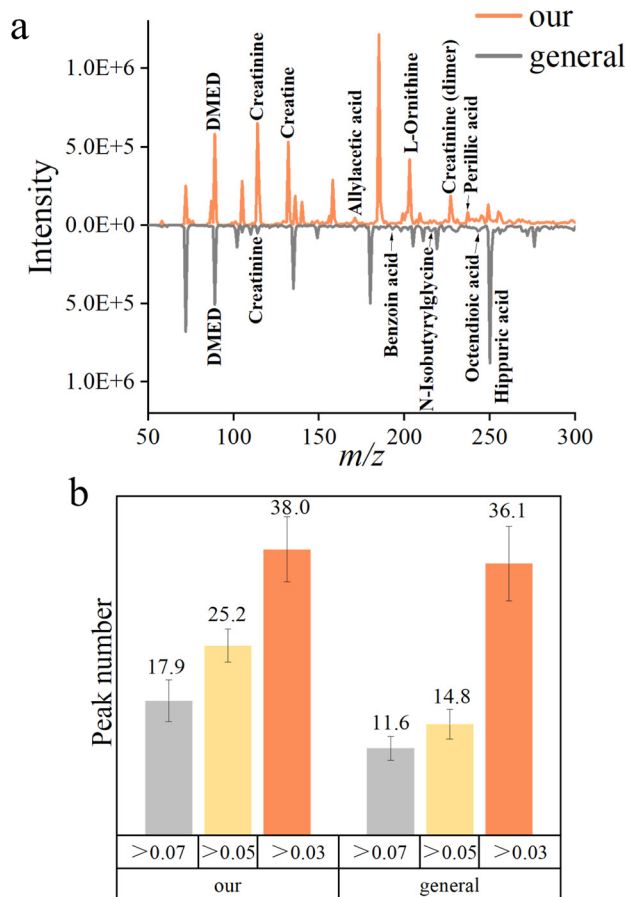 a
our
general
1.0E+6
5.0E+5
0.0E+0
5.0E+5
1.0E+6
Intensity
DMED
Creatinine
Creatine
Allylacetic acid
L-Ornithine
Creatinine (dimer)
Perillic acid
DMED
Creatinine
Benzoin acid
N-Isobutyrylglycine
Octendioic acid
Hippuric acid
50 100 150 200 250 300
m/z
b
Peak number
17.9 25.2 38.0 11.6 14.8 36.1
>0.07 >0.05 >0.03 >0.07 >0.05 >0.03
our general